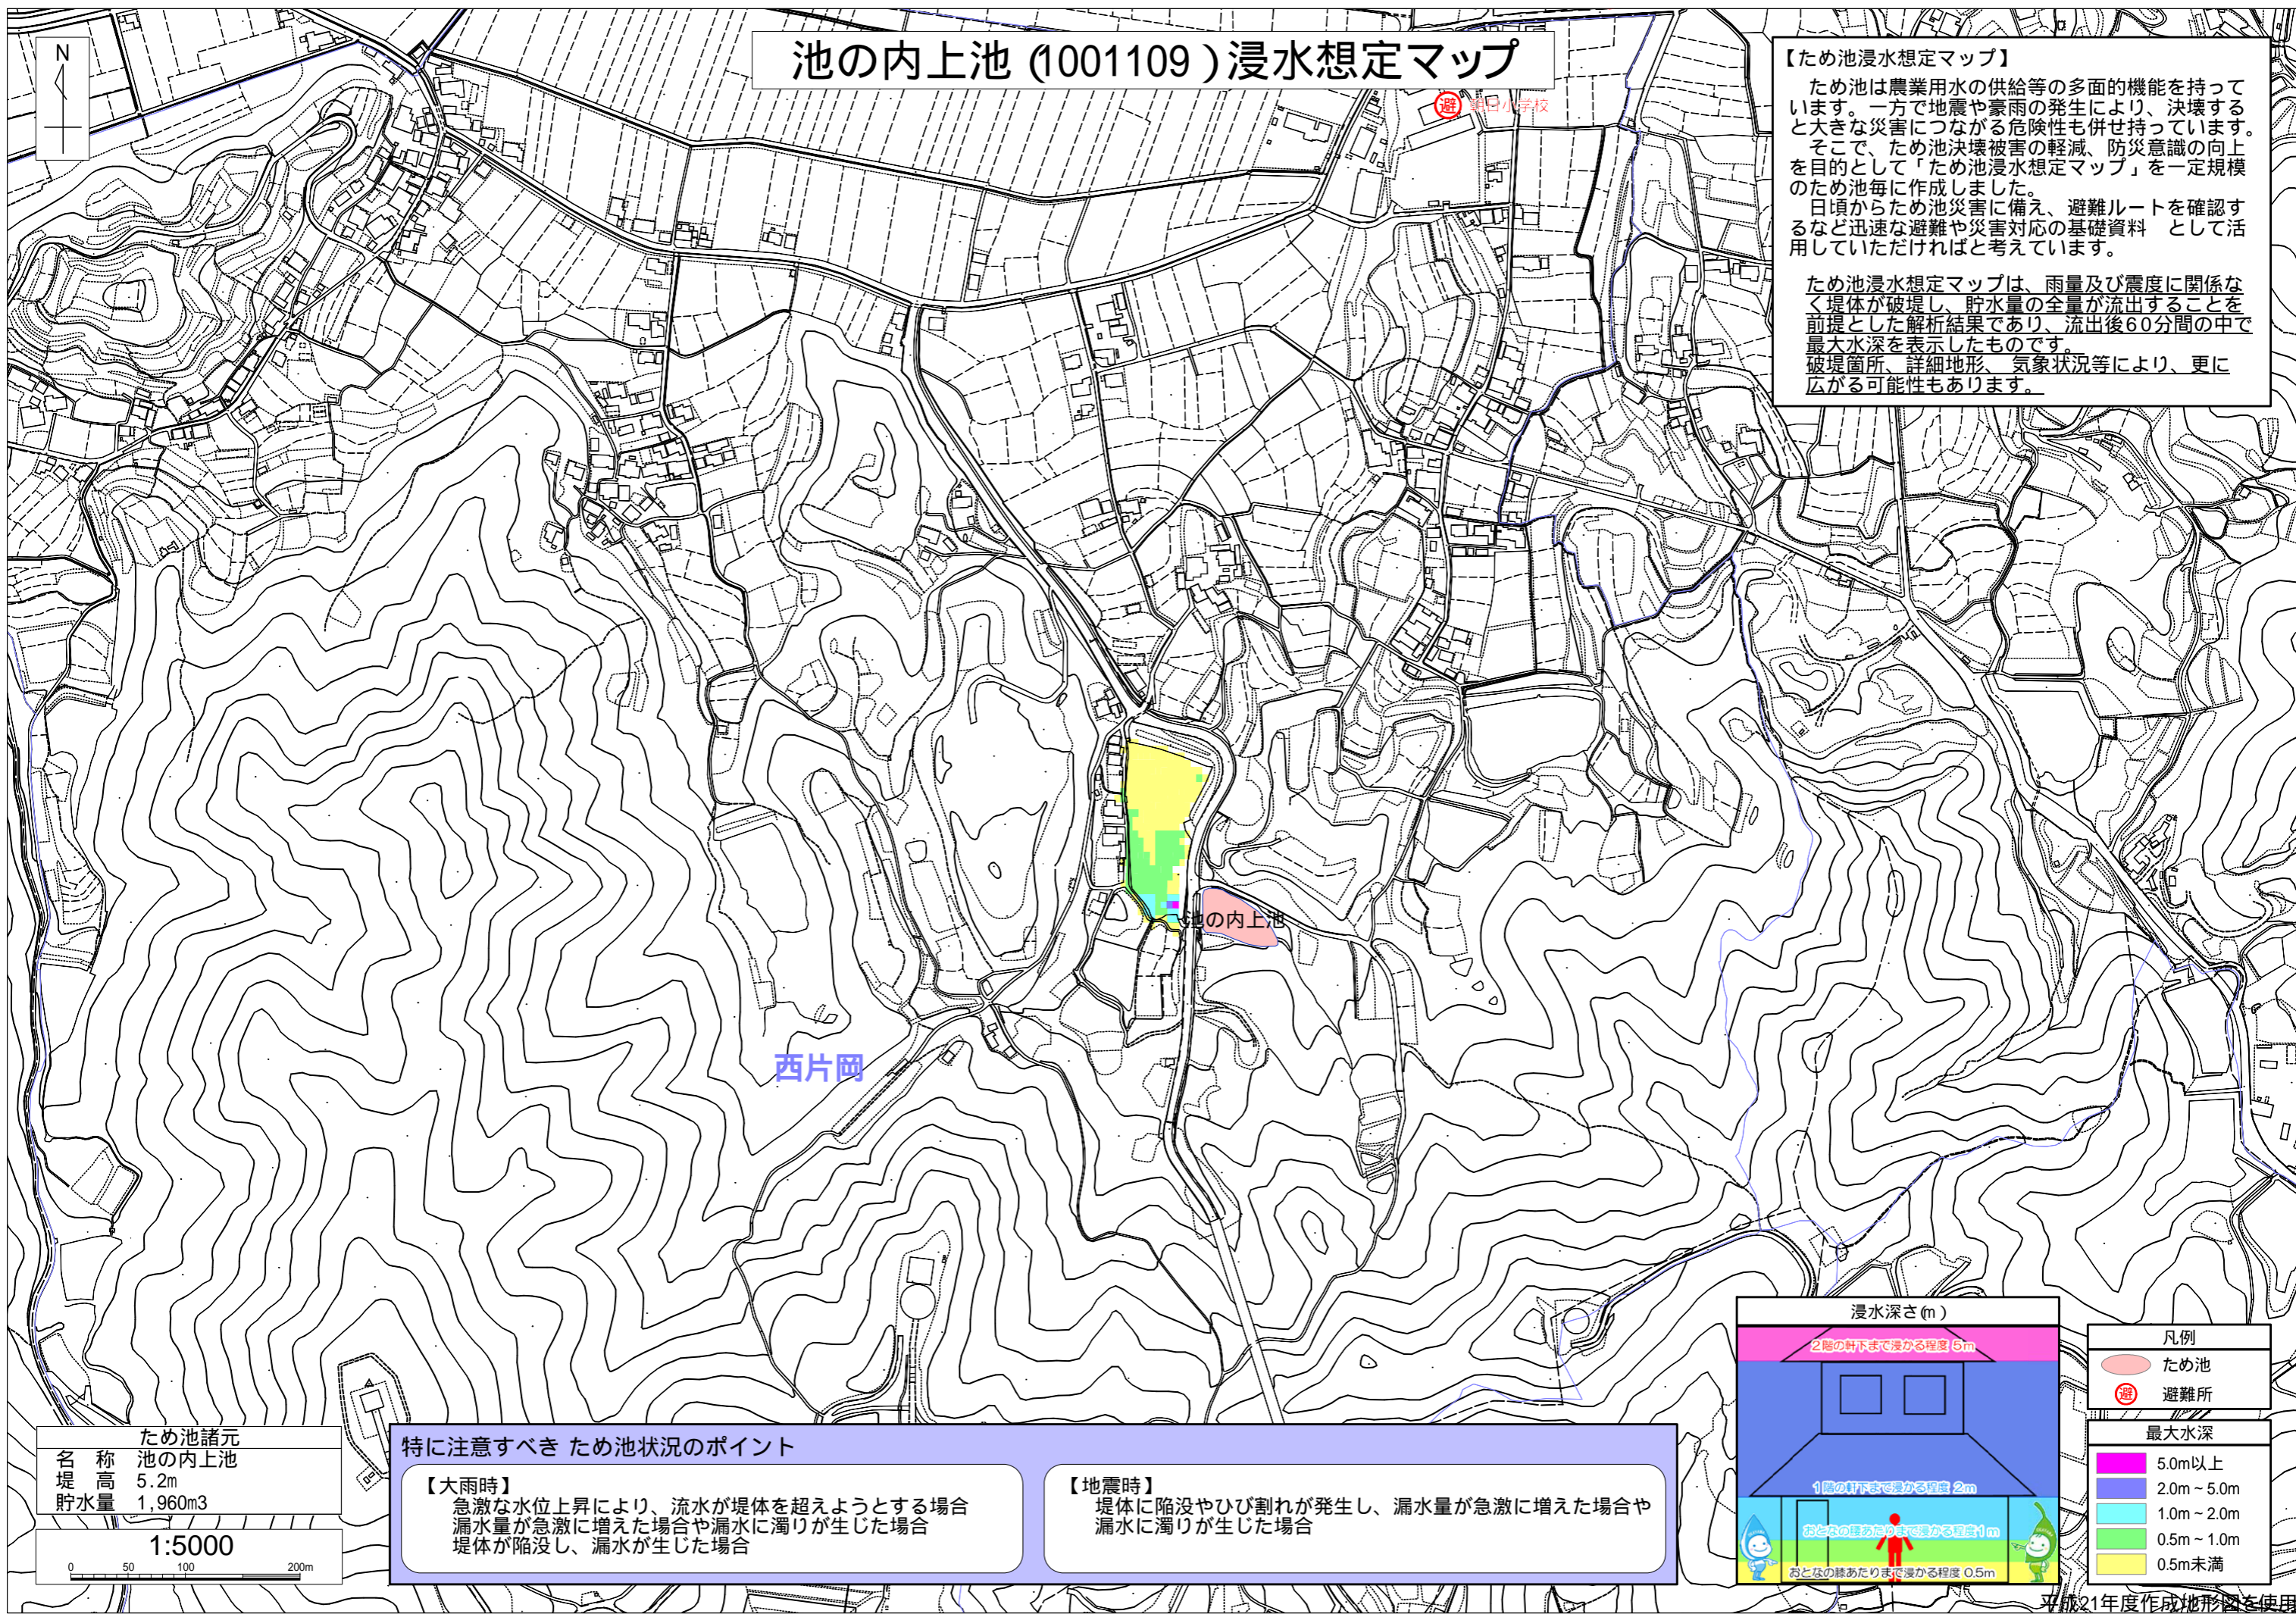 池の内上池 (1001109 ) 浸水想定マップ
N
避 朝日小学校
【ため池浸水想定マップ】
ため池は農業用水の供給等の多面的機能を持って
います。一方で地震や豪雨の発生により、決壊する
と大きな災害につながる危険性も併せ持っています。
そこで、ため池決壊被害の軽減、防災意識の向上
を目的として「ため池浸水想定マップ」を一定規模
のため池毎に作成しました。
日頃からため池災害に備え、避難ルートを確認す
るなど迅速な避難や災害対応の基礎資料 として活
用していただければと考えています。
ため池浸水想定マップは、雨量及び震度に関係な
く堤体が破堤し、貯水量の全量が流出することを
前提とした解析結果であり、流出後60分間の中で
最大水深を表示したものです。
破堤箇所、詳細地形、気象状況等により、更に
広がる可能性もあります。
池の内上池
西片岡
ため池諸元
名 称 池の内上池
堤 高 5.2m
貯水量 1,960m3
1:5000
0 50 100 200m
特に注意すべき ため池状況のポイント
【大雨時】
急激な水位上昇により、流水が堤体を超えようとする場合
漏水量が急激に増えた場合や漏水に濁りが生じた場合
堤体が陥没し、漏水が生じた場合
【地震時】
堤体に陥没やひび割れが発生し、漏水量が急激に増えた場合や
漏水に濁りが生じた場合
浸水深さ(m)
2階の軒下まで浸かる程度 5m
1階の軒下まで浸かる程度 2m
おとなの腰あたりまで浸かる程度 1m
おとなの膝あたりまで浸かる程度 0.5m
凡例
ため池
避 避難所
最大水深
5.0m以上
2.0m～5.0m
1.0m～2.0m
0.5m～1.0m
0.5m未満
平成21年度作成地形図を使用